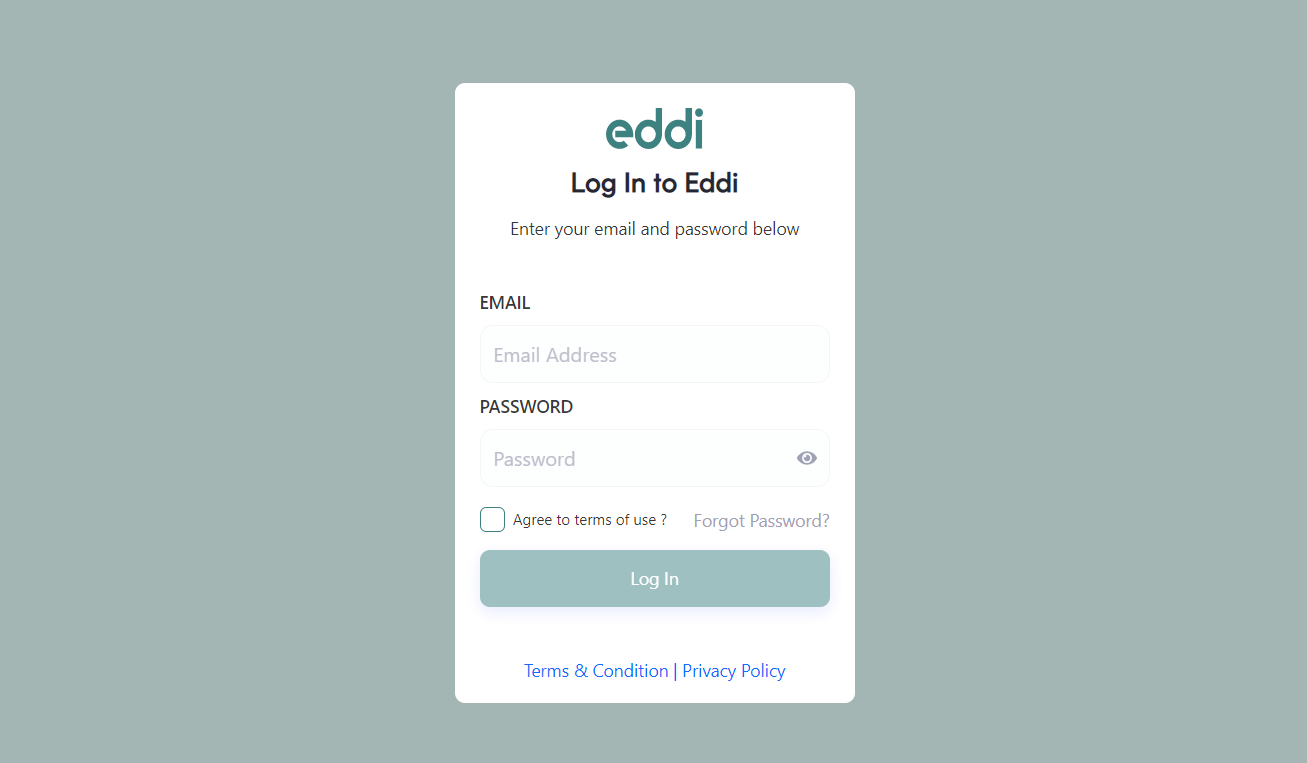 eddi
Log In to Eddi
Enter your email and password below
EMAIL
Email Address
PASSWORD
Password
Agree to terms of use ? Forgot Password?
Log In
Terms & Condition | Privacy Policy